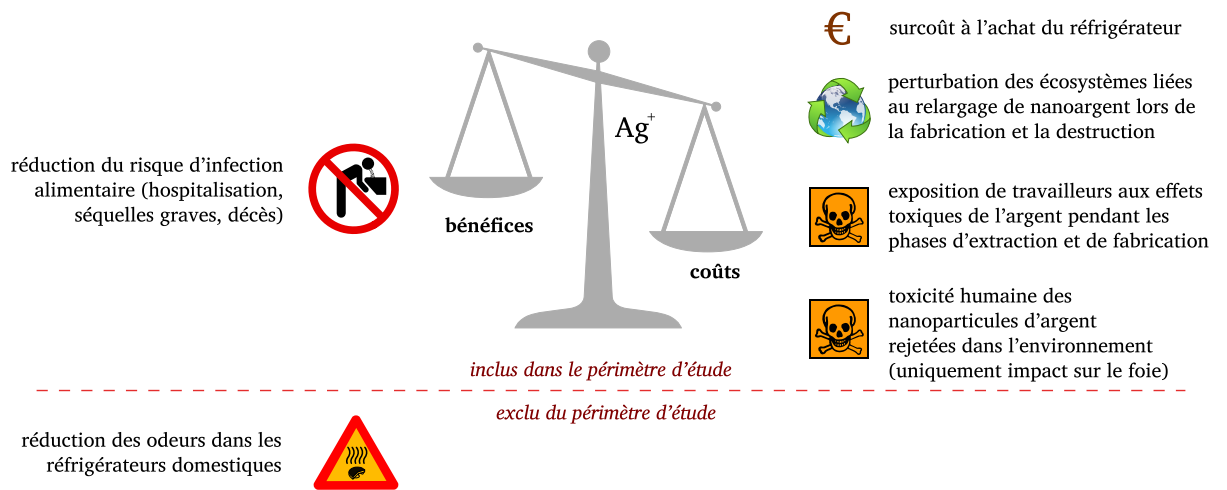 €
surcoût à l’achat du réfrigérateur
perturbation des écosystèmes liées
au relargage de nanoargent lors de
la fabrication et la destruction
Ag⁺
réduction du risque d’infection
alimentaire (hospitalisation,
séquelles graves, décès)
bénéfices
exposition de travailleurs aux effets
toxiques de l’argent pendant les
phases d’extraction et de fabrication
coûts
toxicité humaine des
nanoparticules d’argent
rejetées dans l’environnement
(uniquement impact sur le foie)
inclus dans le périmètre d’étude
exclu du périmètre d’étude
réduction des odeurs dans les
réfrigérateurs domestiques